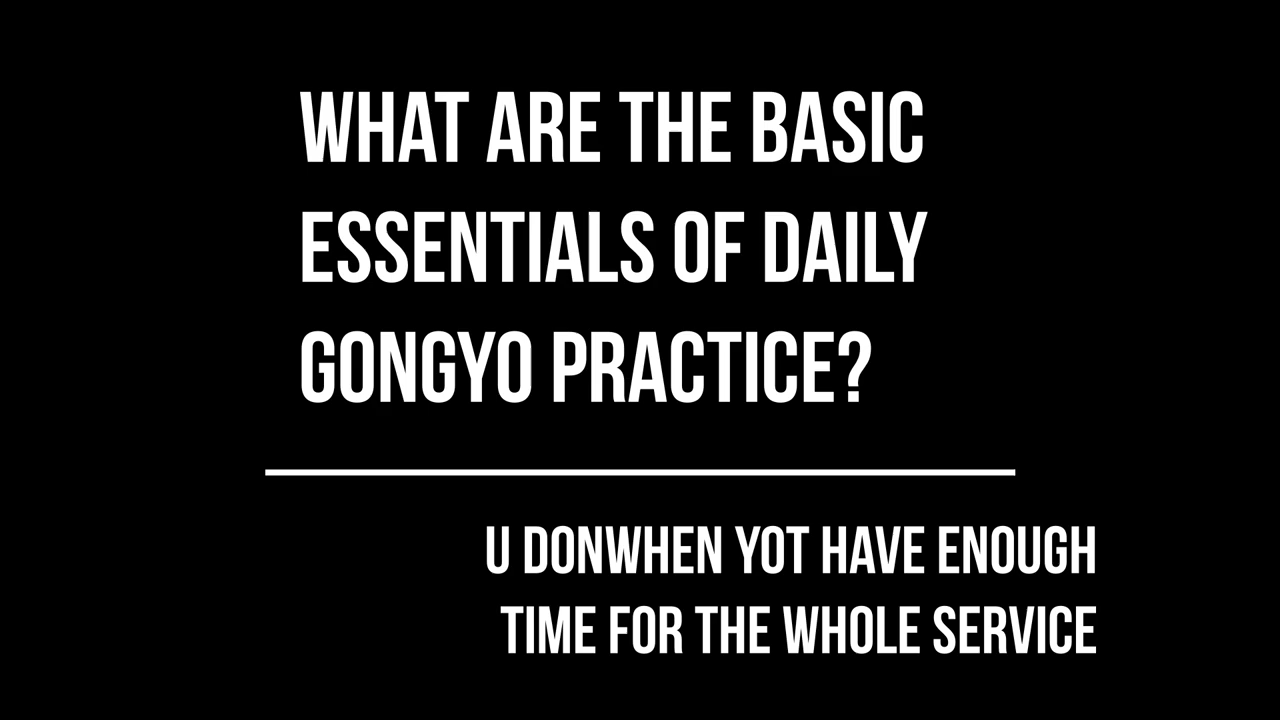 WHAT ARE THE BASIC
ESSENTIALS OF DAILY
GONGYO PRACTICE?
U DONWHEN YOT HAVE ENOUGH
TIME FOR THE WHOLE SERVICE